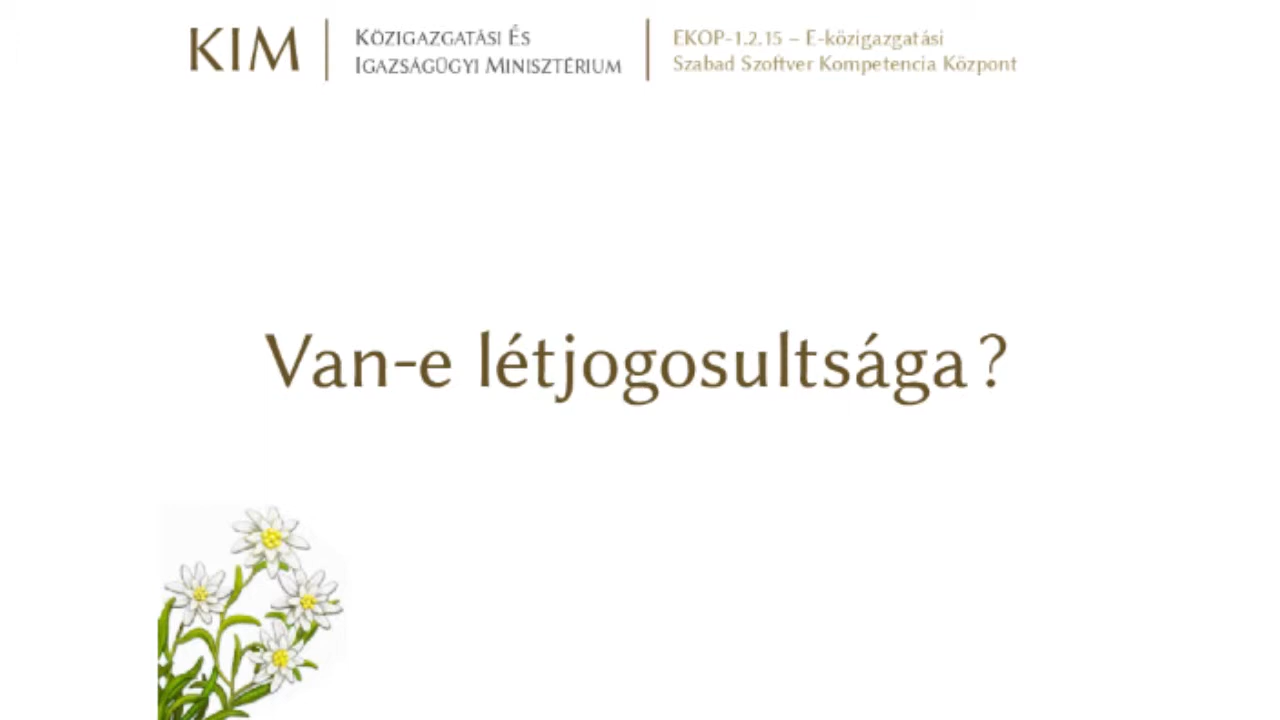 KIM
KÖZIGAZGATÁSI ÉS
IGAZSÁGÜGYI MINISZTÉRIUM
EKOP-1.2.15 – E-közigazgatási
Szabad Szoftver Kompetencia Központ
Van-e létjogosultsága?